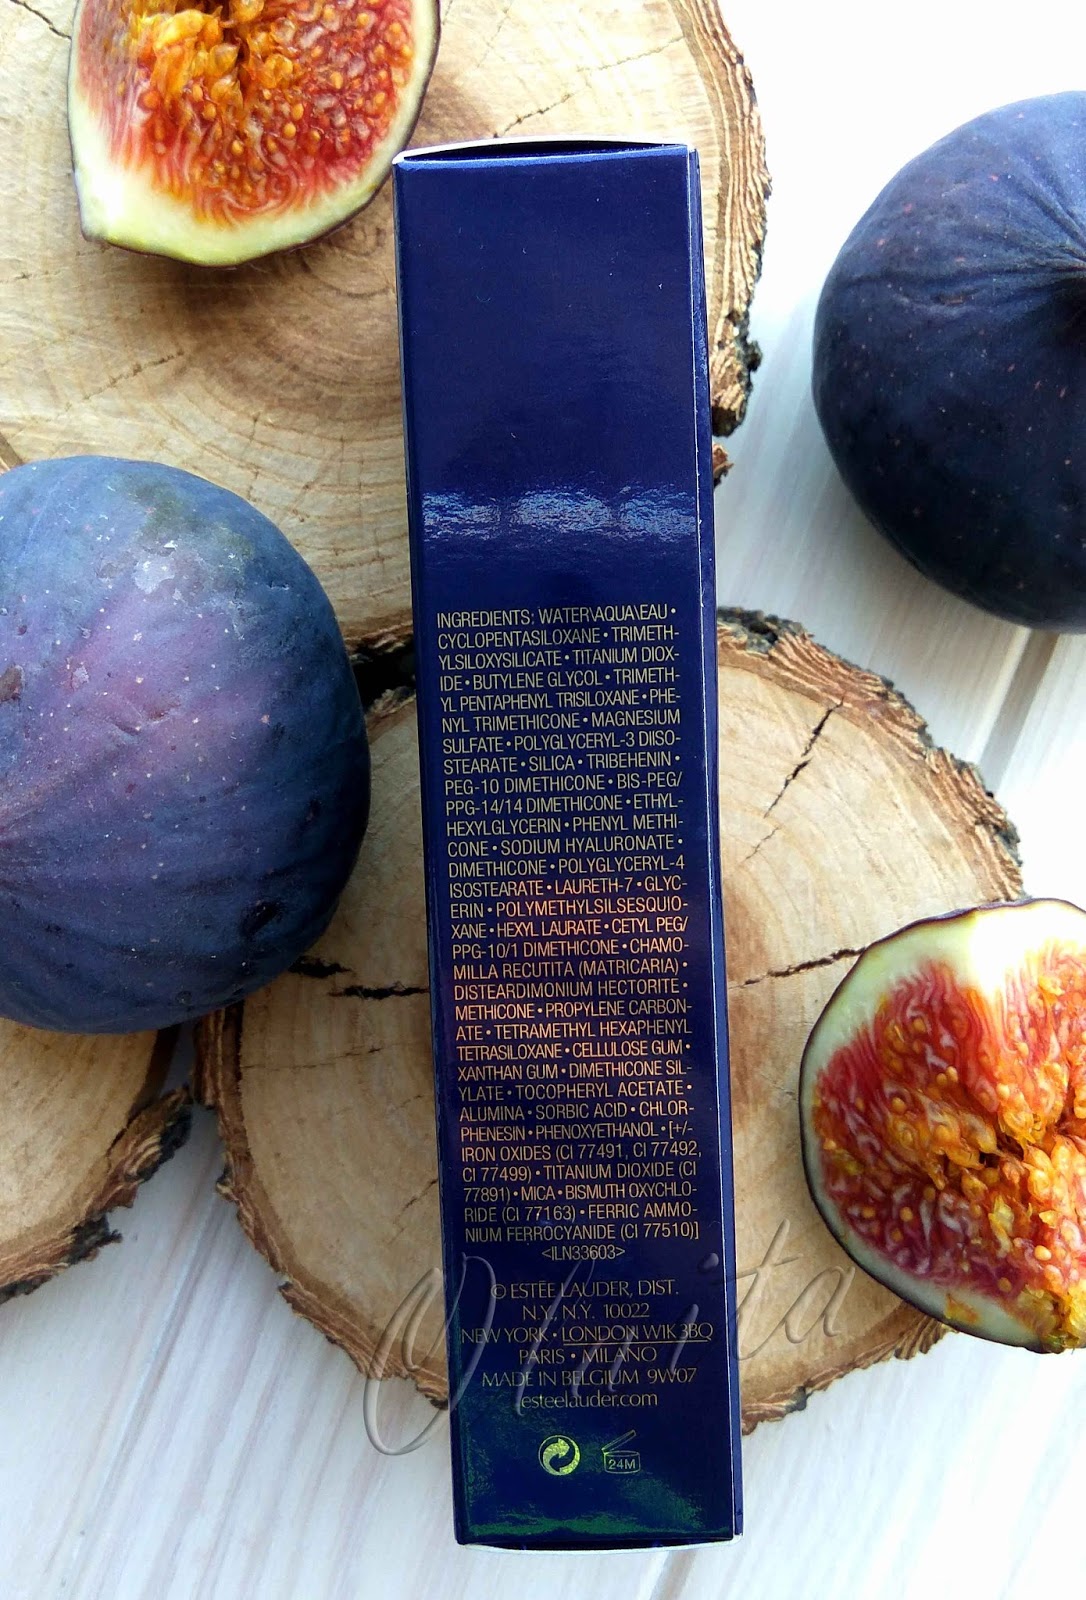 INGREDIENTS: WATER\AQUA\EAU •
CYCLOPENTASILOXANE • TRIMETH-
YLSILOXYSILICATE • TITANIUM DIOX-
IDE • BUTYLENE GLYCOL • TRIMETH-
YL PENTAPHENYL TRISILOXANE • PHE-
NYL TRIMETHICONE • MAGNESIUM
SULFATE • POLYGLYCERYL-3 DIISO-
STEARATE • SILICA • TRIBEHENIN •
PEG-10 DIMETHICONE • BIS-PEG/
PPG-14/14 DIMETHICONE • ETHYL-
HEXYLGLYCERIN • PHENYL METHI-
CONE • SODIUM HYALURONATE •
DIMETHICONE • POLYGLYCERYL-4
ISOSTEARATE • LAURETH-7 • GLYC-
ERIN • POLYMETHYLSILSESQUIO-
XANE • HEXYL LAURATE • CETYL PEG/
PPG-10/1 DIMETHICONE • CHAMO-
MILLA RECUTITA (MATRICARIA) •
DISTEARDIMONIUM HECTORITE •
METHICONE • PROPYLENE CARBON-
ATE • TETRAMETHYL HEXAPHENYL
TETRASILOXANE • CELLULOSE GUM •
XANTHAN GUM • DIMETHICONE SIL-
YLATE • TOCOPHERYL ACETATE •
ALUMINA • SORBIC ACID • CHLOR-
PHENESIN • PHENOXYETHANOL • [+/-
IRON OXIDES (CI 77491, CI 77492,
CI 77499) • TITANIUM DIOXIDE (CI
77891) • MICA • BISMUTH OXYCHLO-
RIDE (CI 77163) • FERRIC AMMO-
NIUM FERROCYANIDE (CI 77510)]
<ILN33603>
© ESTĒE LAUDER, DIST.
N.Y., N.Y. 10022
NEW YORK • LONDON W1K 3BQ
PARIS • MILANO
MADE IN BELGIUM 9W07
esteelauder.com
24M